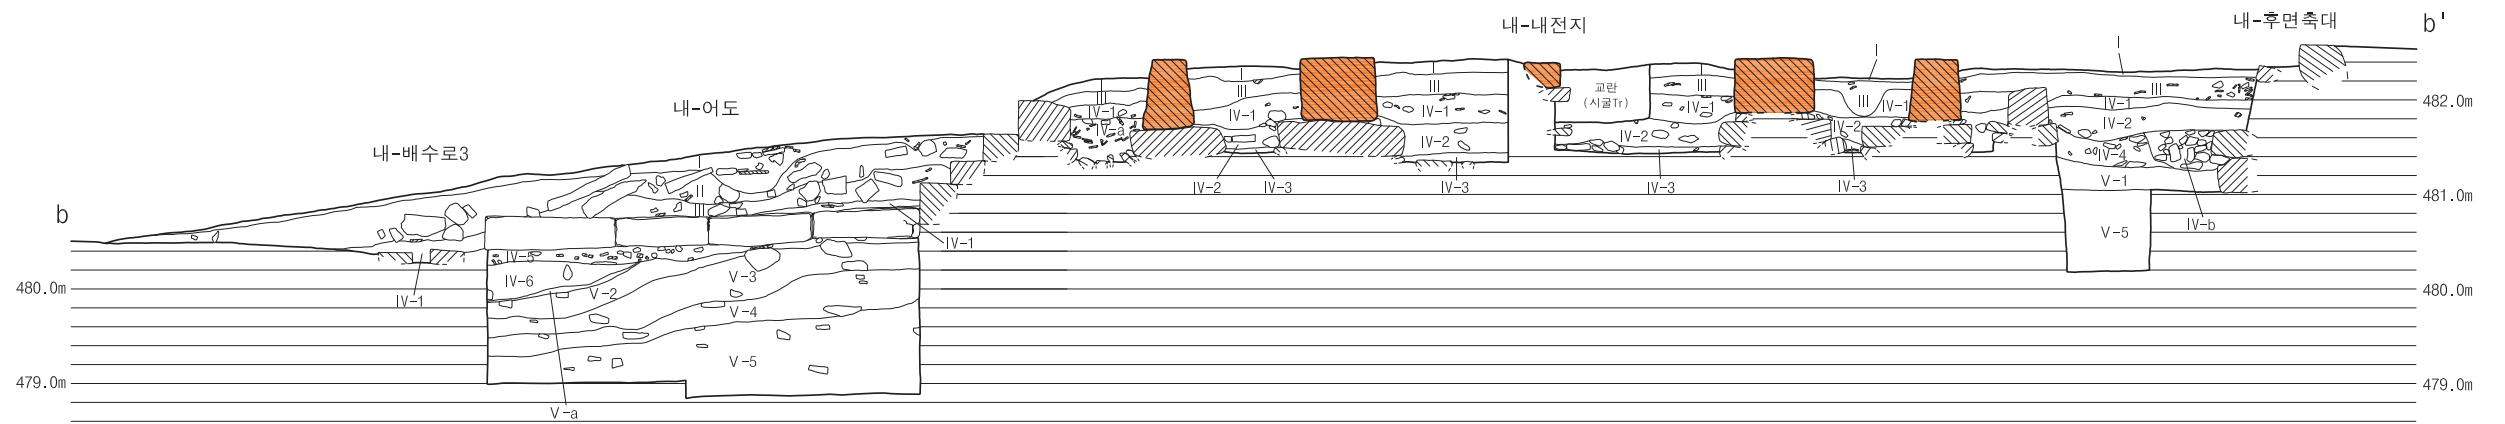 내-내전지
내-후면축대
b'
내-어도
내-배수로3
b
I
I
I
I
I
I
III
III
III
III
III
III
II
III
교란
(시굴Tr)
IV-1
IV-a
IV-1
IV-1
IV-2
IV-1
IV-2
IV-1
IV-2
IV-1
IV-2
IV-4
V-1
V-5
IV-2
IV-3
IV-3
IV-3
IV-3
IV-b
IV-1
IV-1
IV-5
IV-6
V-2
V-3
V-4
V-5
V-a
482.0m
481.0m
480.0m
480.0m
479.0m
479.0m